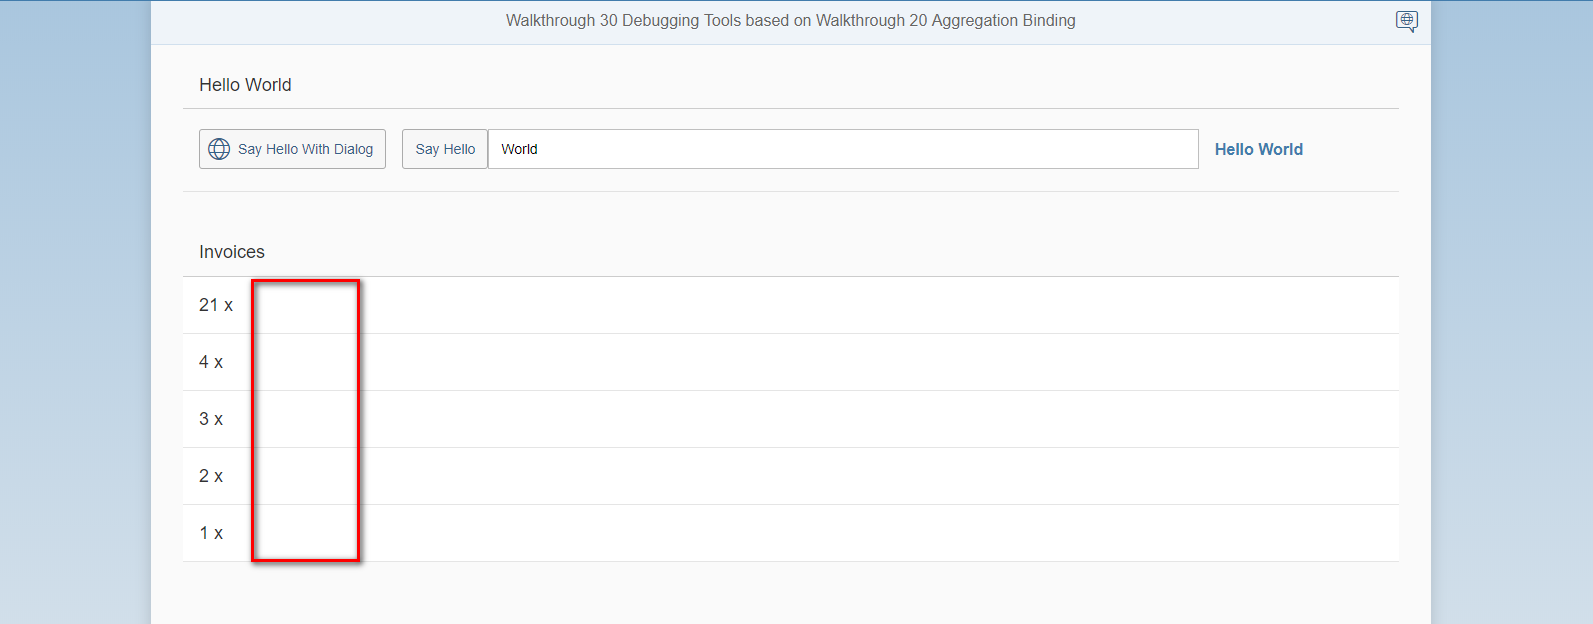 Walkthrough 30 Debugging Tools based on Walkthrough 20 Aggregation Binding
Hello World
Say Hello With Dialog Say Hello World Hello World
Invoices
21 x
4 x
3 x
2 x
1 x